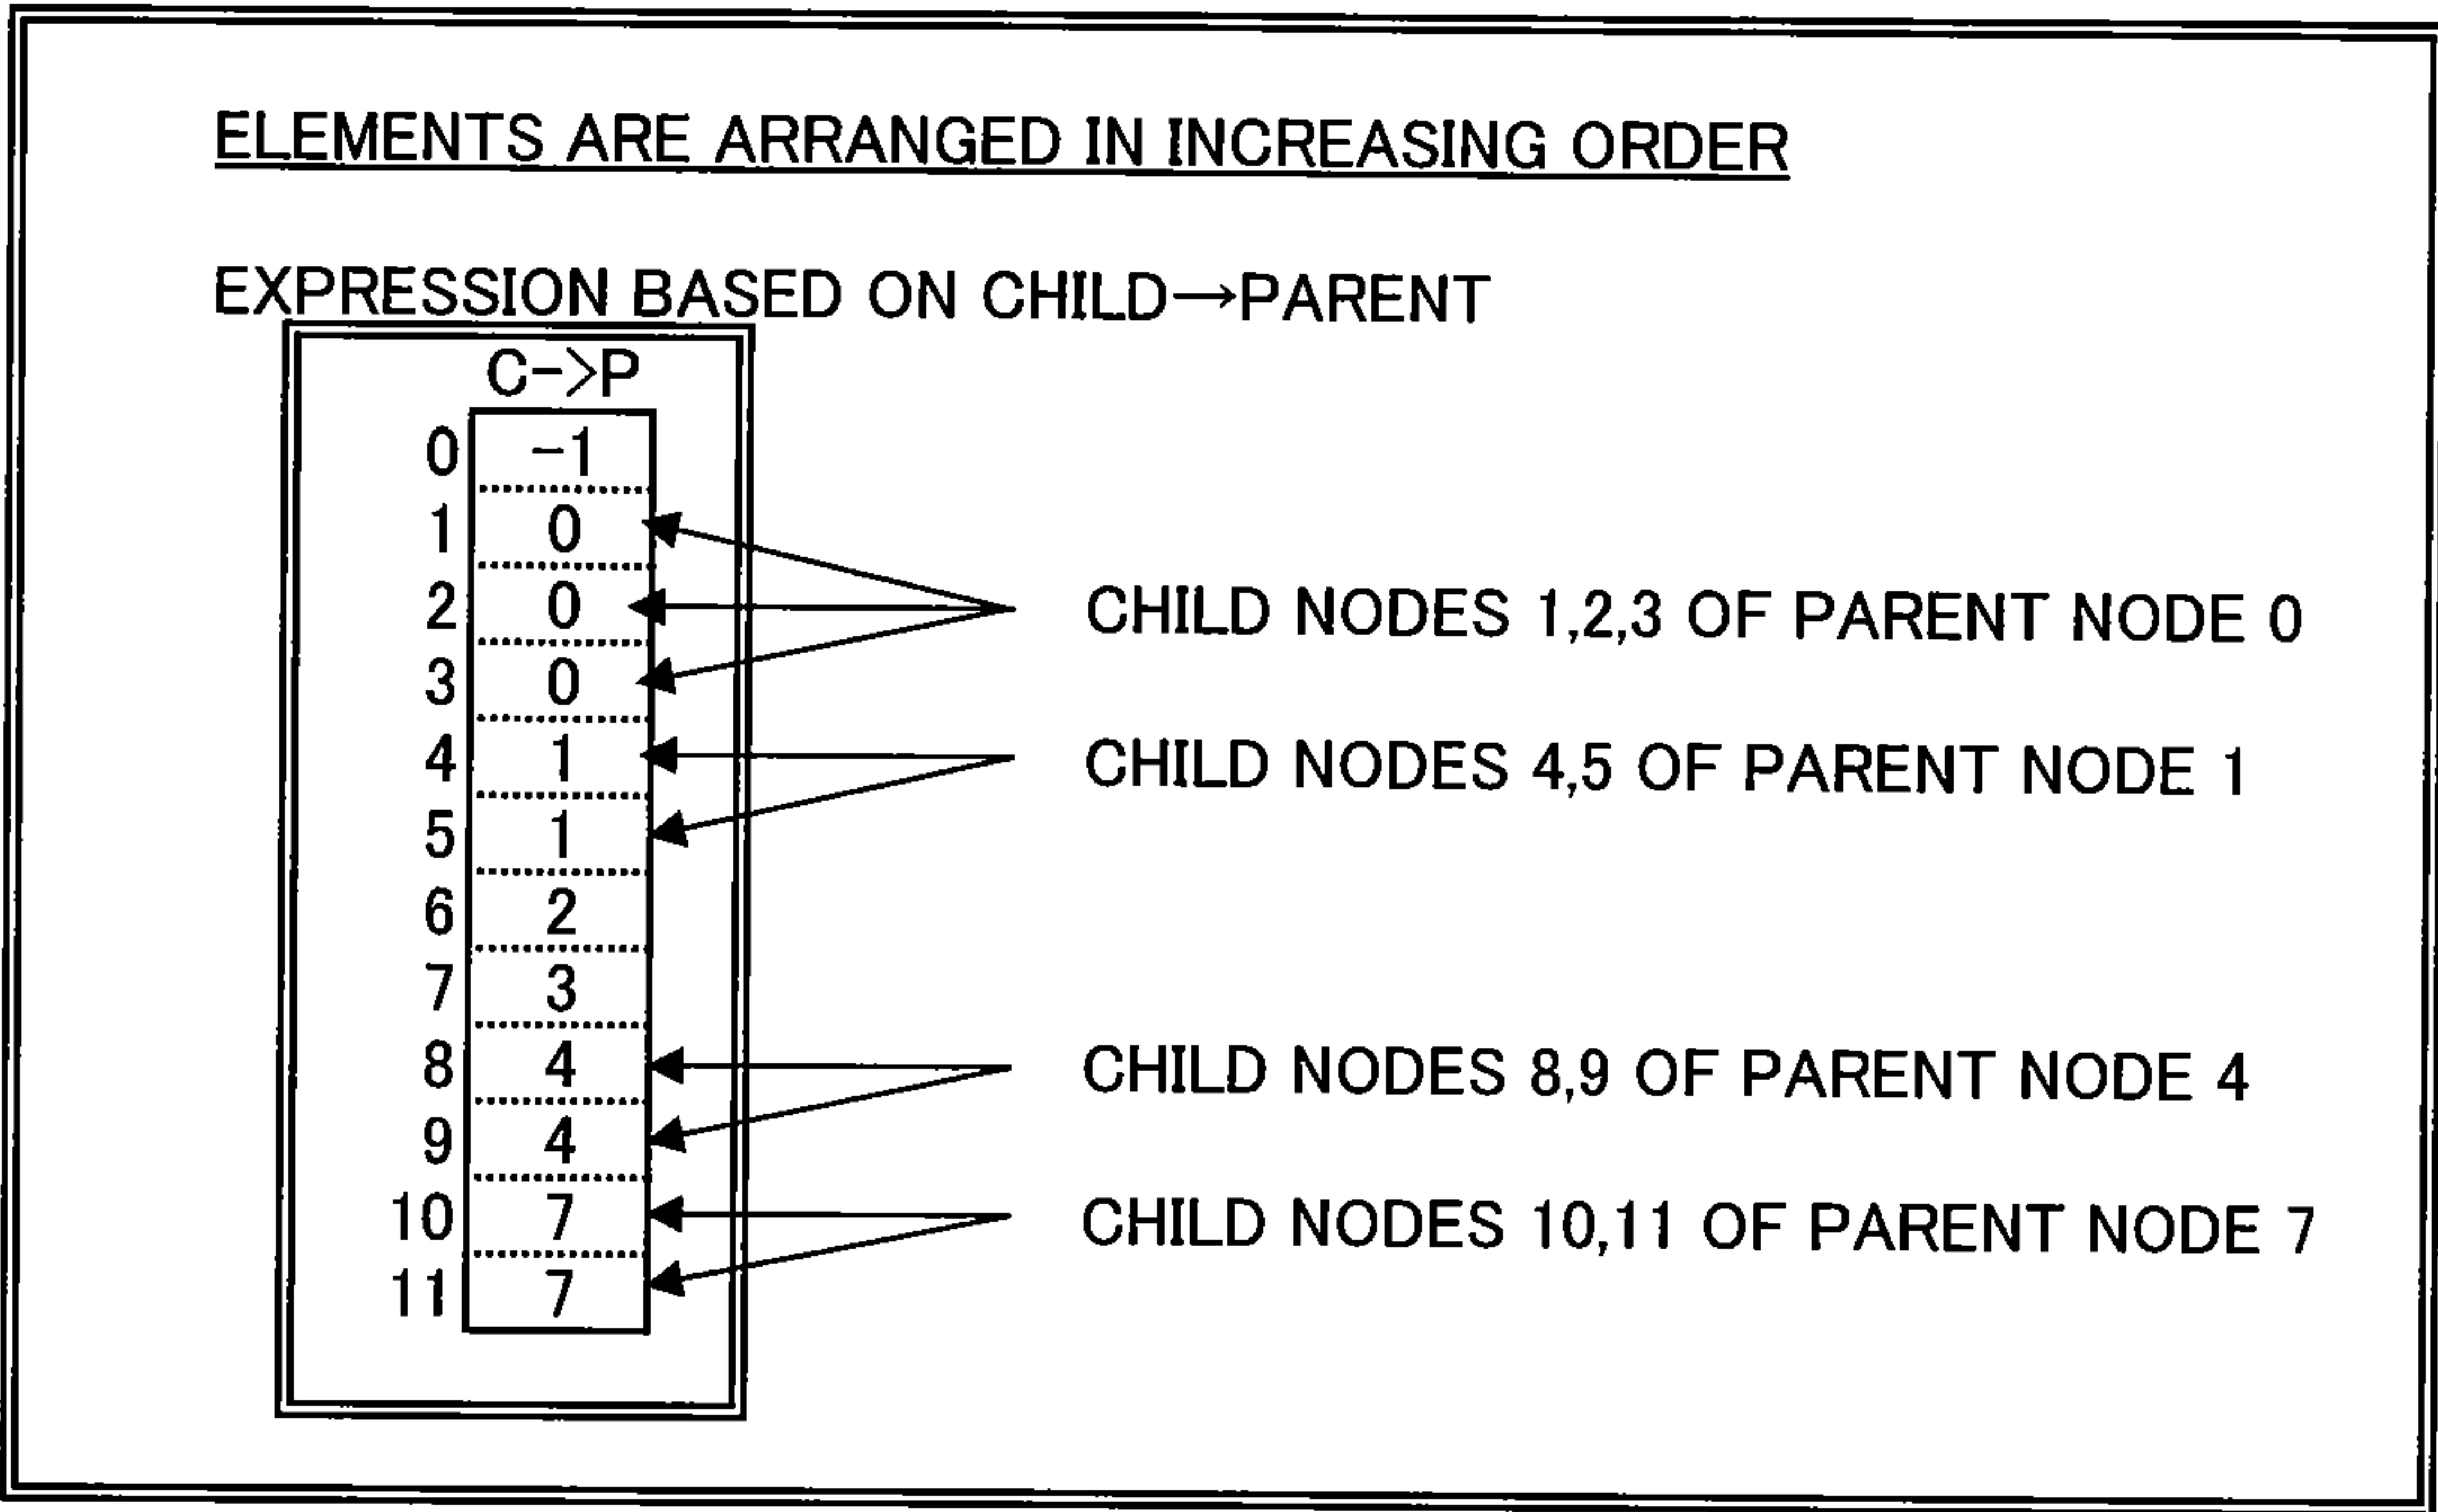 ELEMENTS ARE ARRANGED IN INCREASING ORDER
EXPRESSION BASED ON CHILD→PARENT
C->P
0 -1
1 0
2 0 CHILD NODES 1,2,3 OF PARENT NODE 0
3 0
4 1 CHILD NODES 4,5 OF PARENT NODE 1
5 1
6 2
7 3
8 4 CHILD NODES 8,9 OF PARENT NODE 4
9 4
10 7 CHILD NODES 10,11 OF PARENT NODE 7
11 7